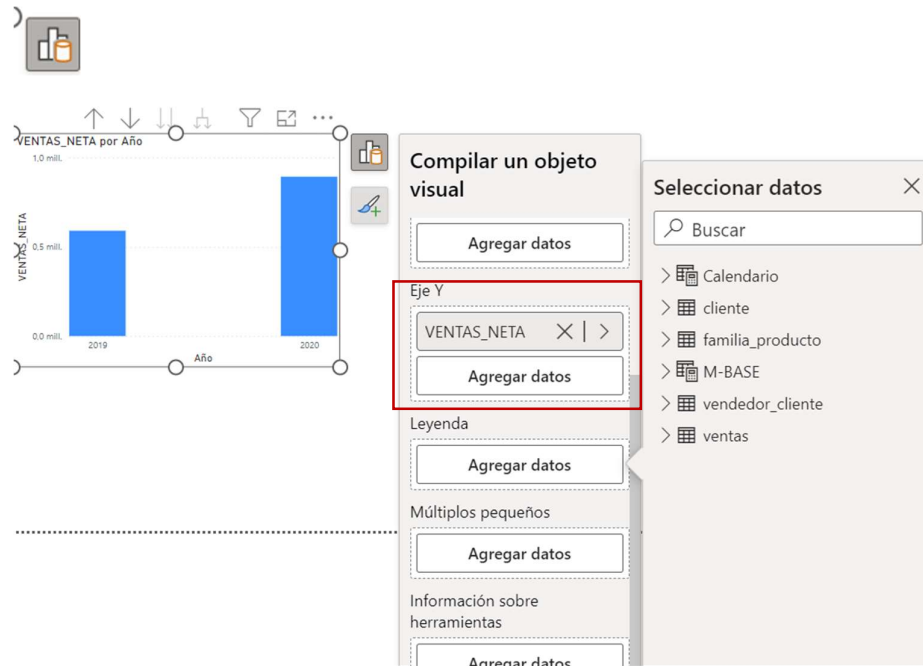 VENTAS_NETA por Año
1,0 mill.
0,5 mill.
0,0 mill.
VENTAS_NETA
2019
2020
Año
Compilar un objeto
visual
Agregar datos
Eje Y
VENTAS_NETA
Agregar datos
Leyenda
Agregar datos
Múltiplos pequeños
Agregar datos
Información sobre
herramientas
Agregar datos
Seleccionar datos
Buscar
Calendario
cliente
familia_producto
M-BASE
vendedor_cliente
ventas